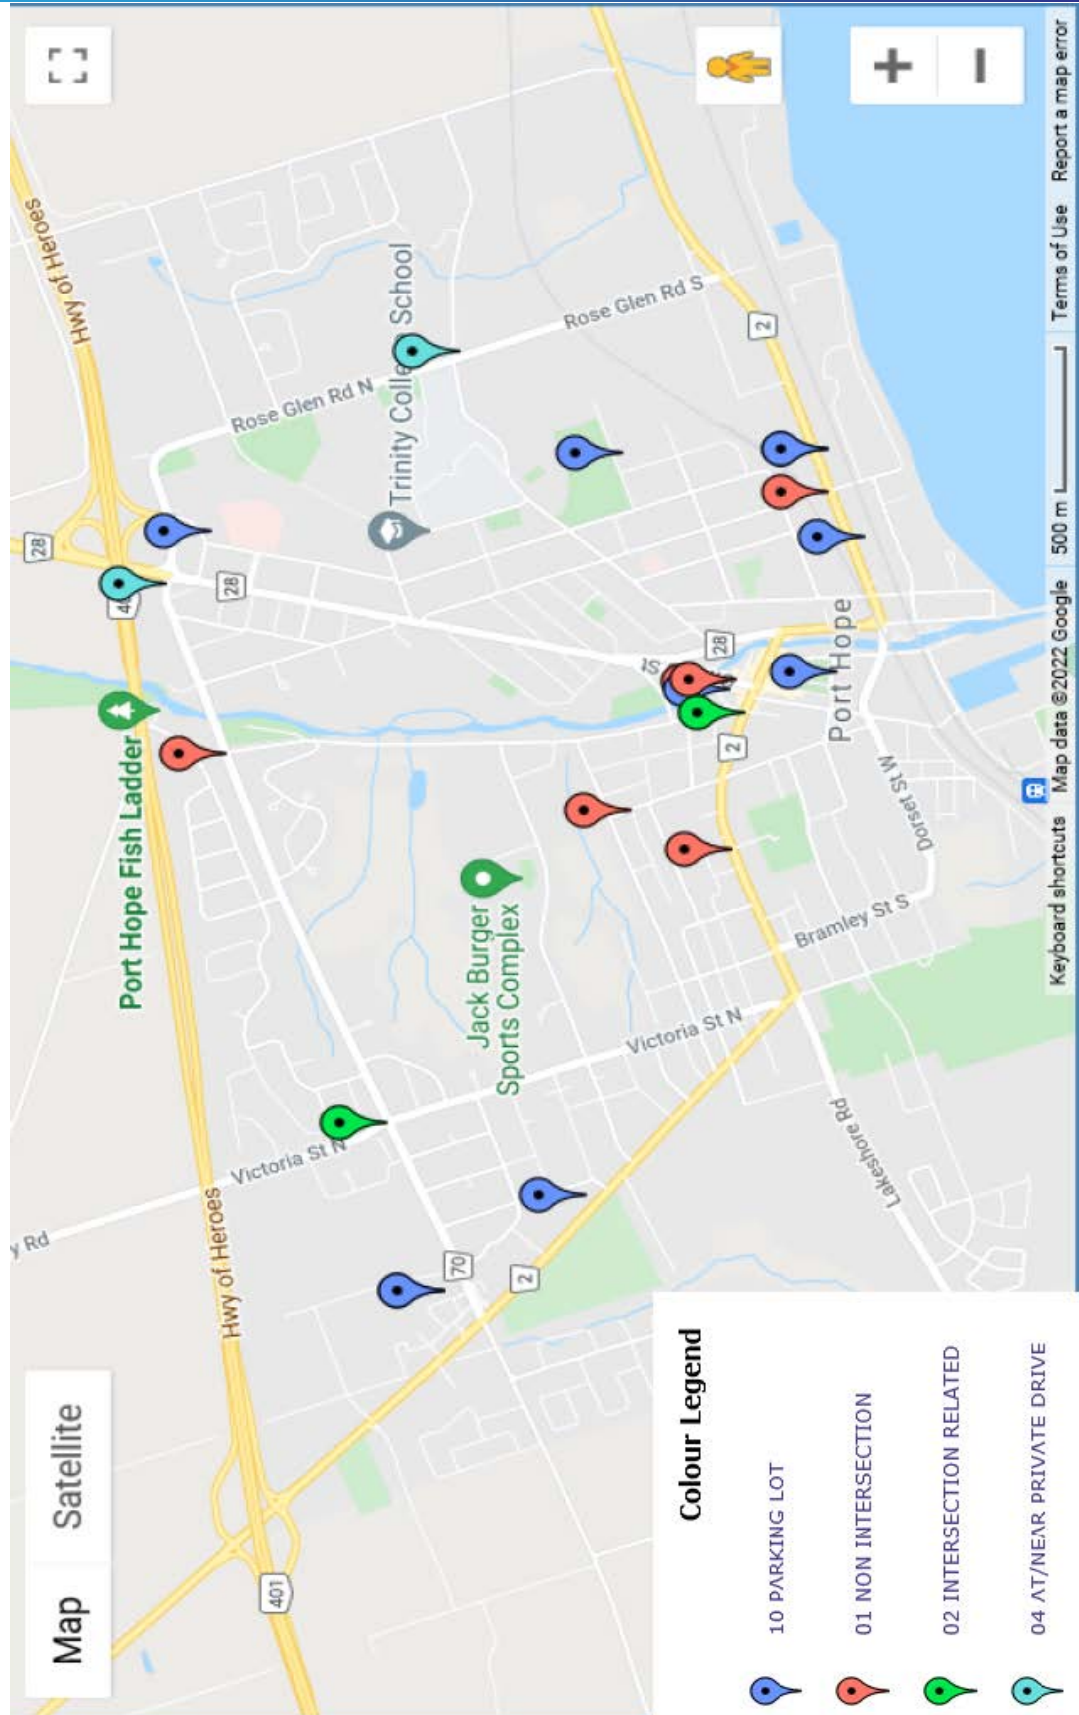 Map
Satellite
401
Hwy of Heroes
Hwy of Heroes
28
28
28
2
2
2
70
y Rd
Victoria St N
Victoria St N
Port Hope Fish Ladder
Jack Burger
Sports Complex
Trinity Colle
School
Rose Glen Rd N
Rose Glen Rd S
St
Port Hope
Dorset St W
Bramley St S
Lakeshore Rd
Colour Legend
10 PARKING LOT
01 NON INTERSECTION
02 INTERSECTION RELATED
04 AT/NEAR PRIVATE DRIVE
Keyboard shortcuts Map data ©2022 Google 500 m Terms of Use Report a map error